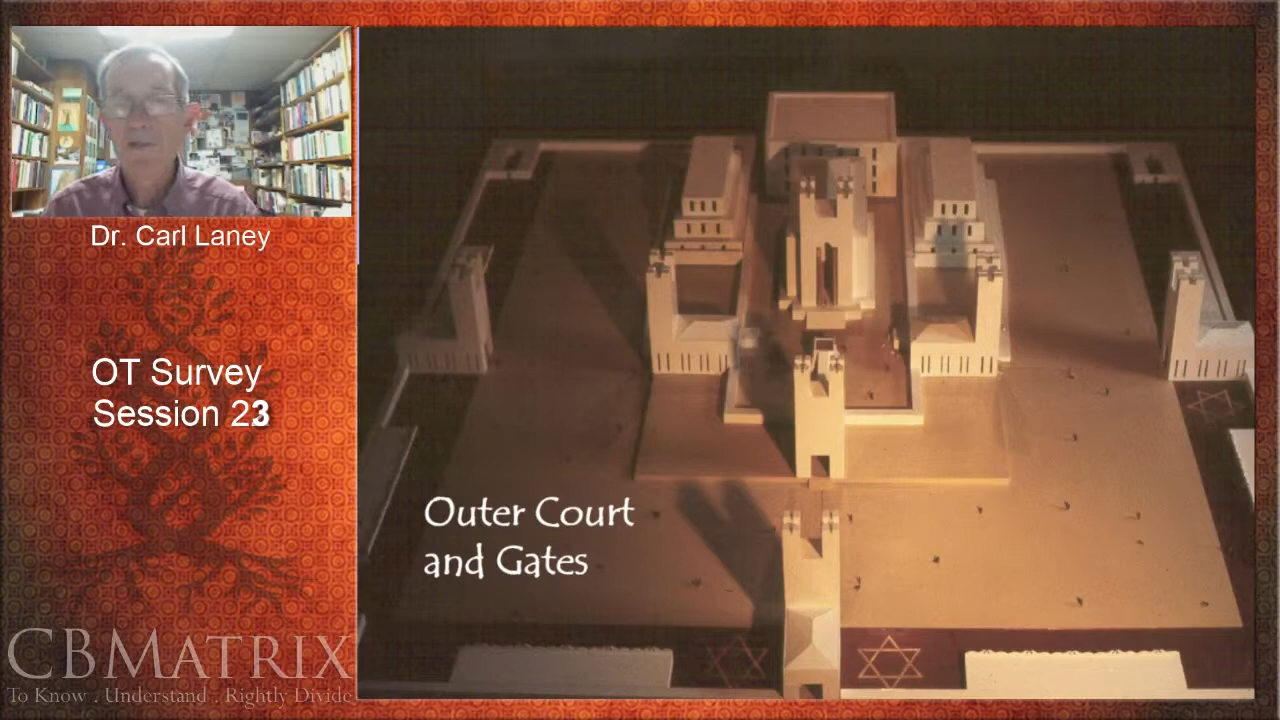 Dr. Carl Laney
OT Survey
Session 23
Outer Court
and Gates
CBMATRIX
To Know . Understand . Rightly Divide